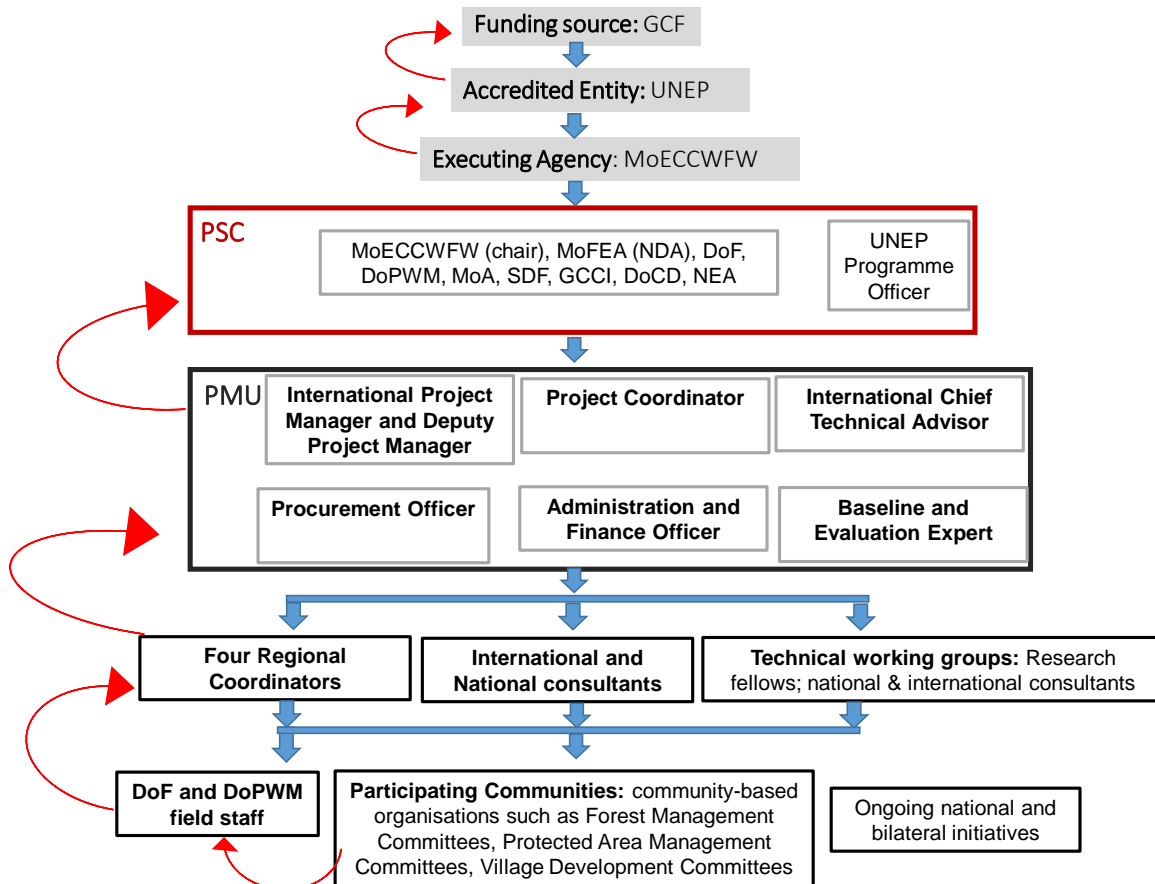 Funding source: GCF
Accredited Entity: UNEP
Executing Agency: MoECCWFW
PSC
MoECCWFW (chair), MoFEA (NDA), DoF,
DoPWM, MoA, SDF, GCCI, DoCD, NEA
UNEP
Programme
Officer
PMU
International Project
Manager and Deputy
Project Manager
Project Coordinator
International Chief
Technical Advisor
Procurement Officer
Administration and
Finance Officer
Baseline and
Evaluation Expert
Four Regional
Coordinators
International and
National consultants
Technical working groups: Research
fellows; national & international consultants
DoF and DoPWM
field staff
Participating Communities: community-based
organisations such as Forest Management
Committees, Protected Area Management
Committees, Village Development Committees
Ongoing national and
bilateral initiatives